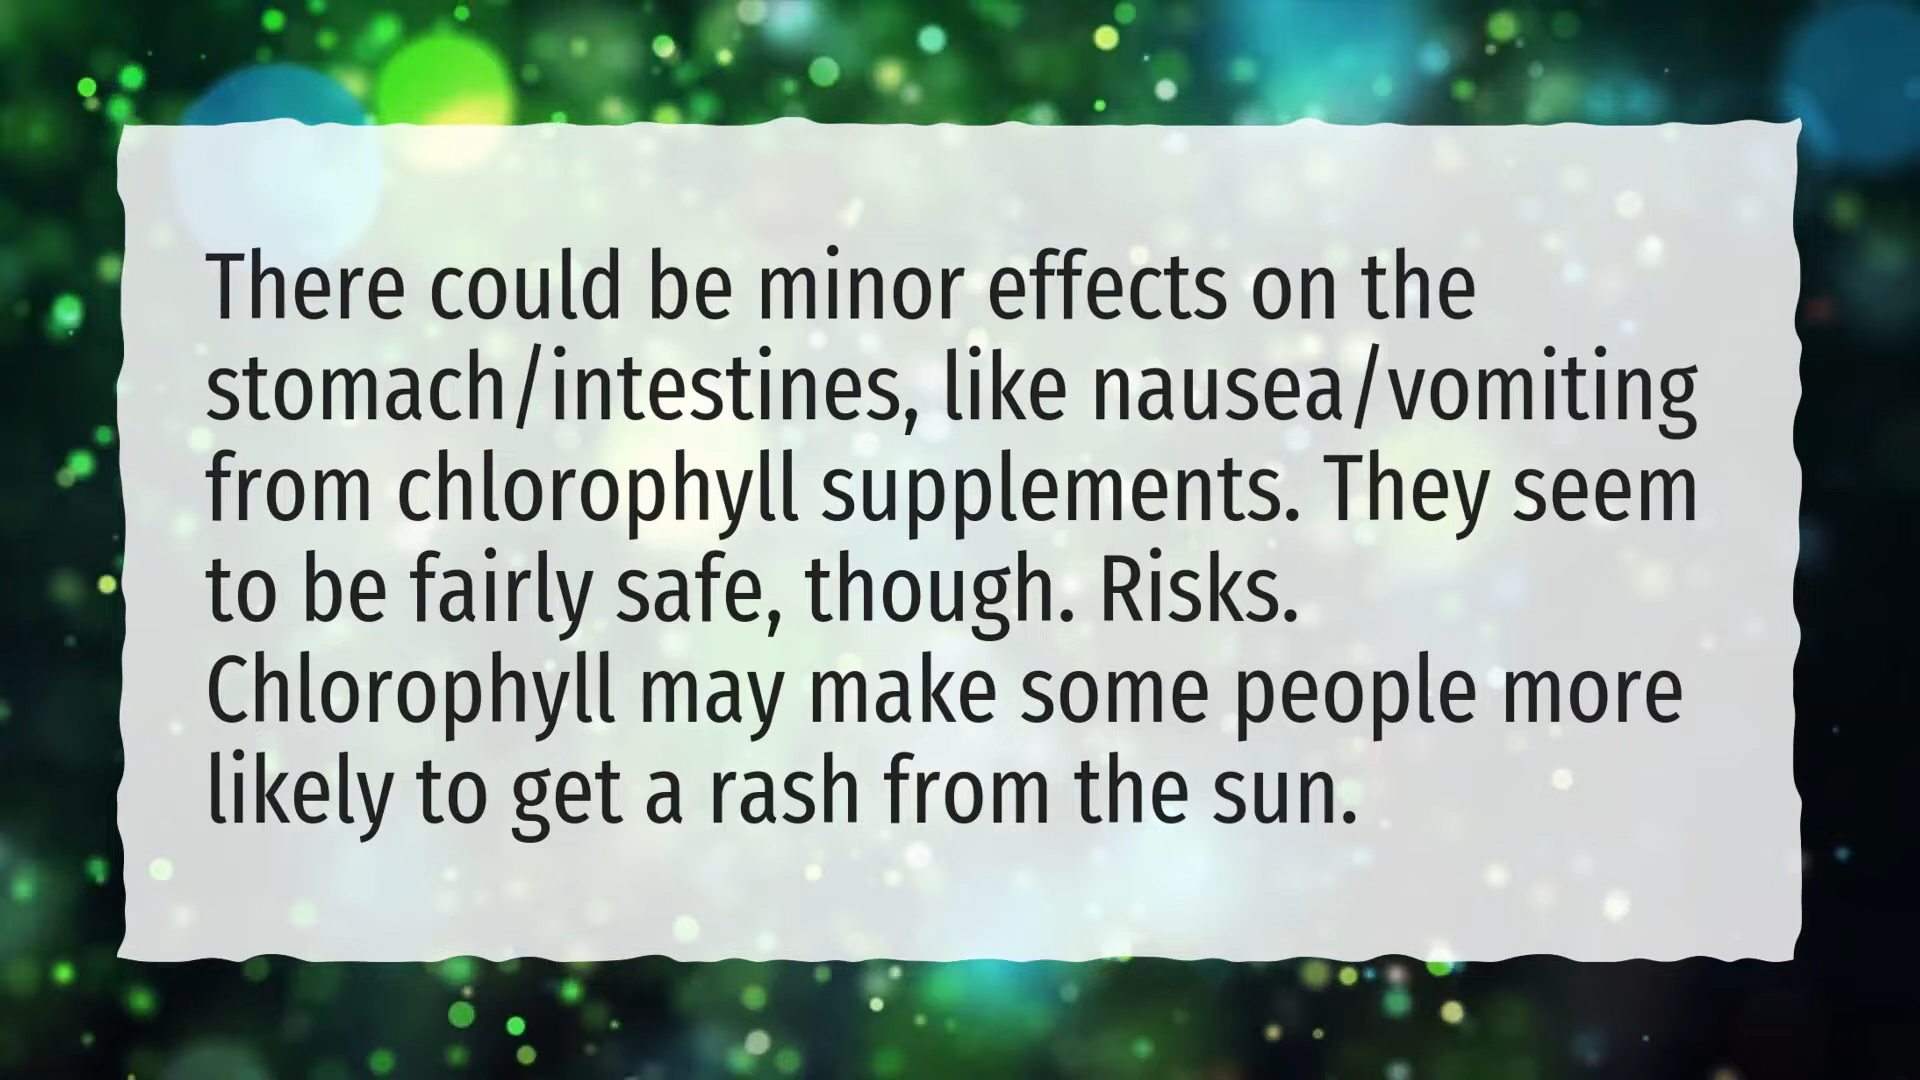 There could be minor effects on the
stomach/intestines, like nausea/vomiting
from chlorophyll supplements. They seem
to be fairly safe, though. Risks.
Chlorophyll may make some people more
likely to get a rash from the sun.